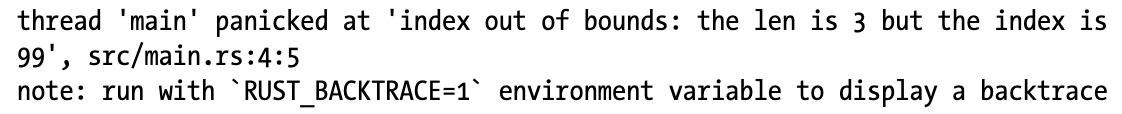 thread 'main' panicked at 'index out of bounds: the len is 3 but the index is
99', src/main.rs:4:5
note: run with `RUST_BACKTRACE=1` environment variable to display a backtrace